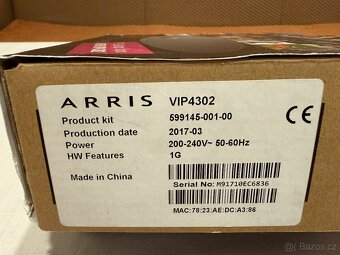 ARRIS VIP4302
Product kit 599145-001-00
Production date 2017-03
Power 200-240V~ 50-60Hz
HW Features 1G
Made in China
Serial No: M91710EC6836
MAC:78:23:AE:DC:A3:86
CE
Sbazar.cz